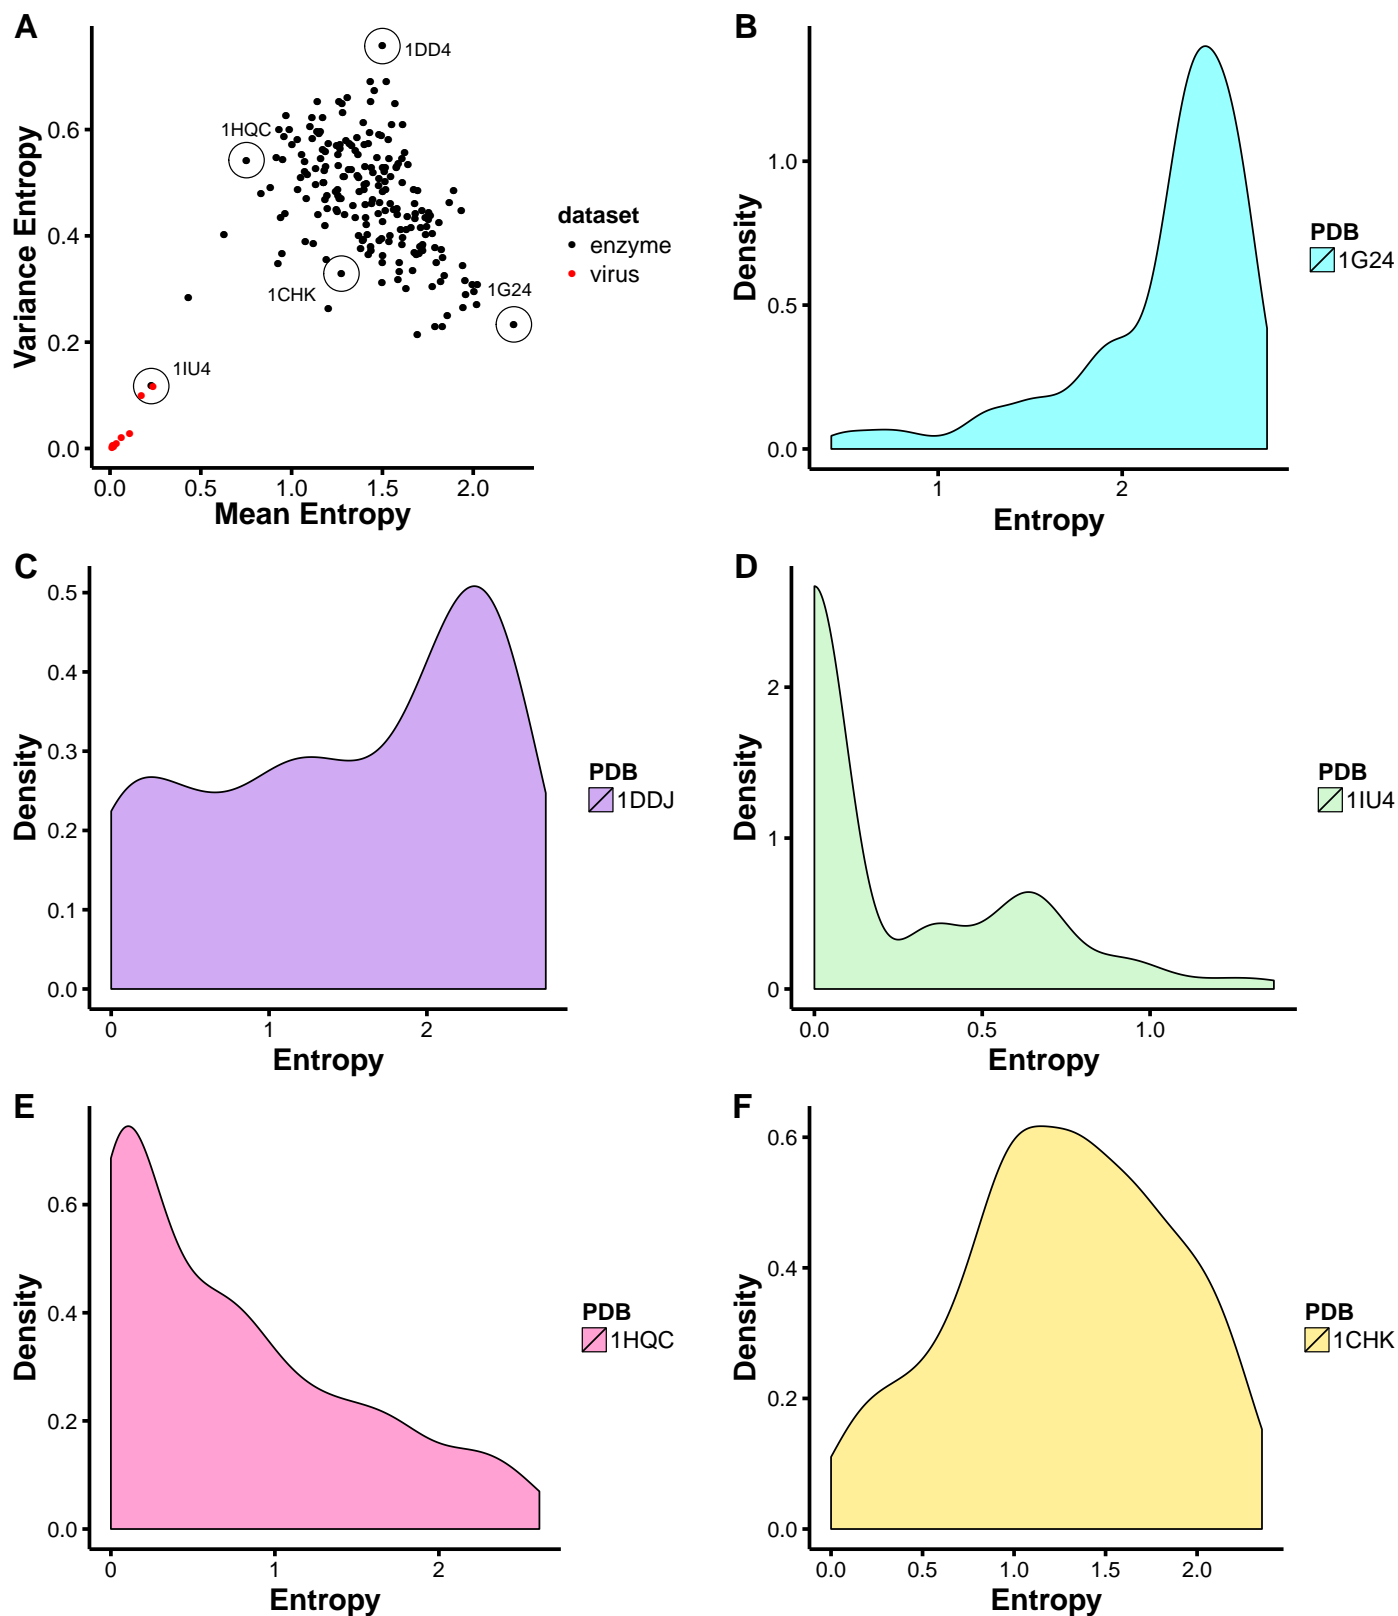 A
Variance Entropy
0.6
0.4
0.2
0.0
1DD4
1HQC
1CHK
1G24
1IU4
0.0 0.5 1.0 1.5 2.0
Mean Entropy
dataset
enzyme
virus
B
Density
1.0
0.5
0.0
1 2
Entropy
PDB
1G24
C
Density
0.5
0.4
0.3
0.2
0.1
0.0
0 1 2
Entropy
PDB
1DDJ
D
Density
2
1
0
0.0 0.5 1.0
Entropy
PDB
1IU4
E
Density
0.6
0.4
0.2
0.0
0 1 2
Entropy
PDB
1HQC
F
Density
0.6
0.4
0.2
0.0
0.0 0.5 1.0 1.5 2.0
Entropy
PDB
1CHK